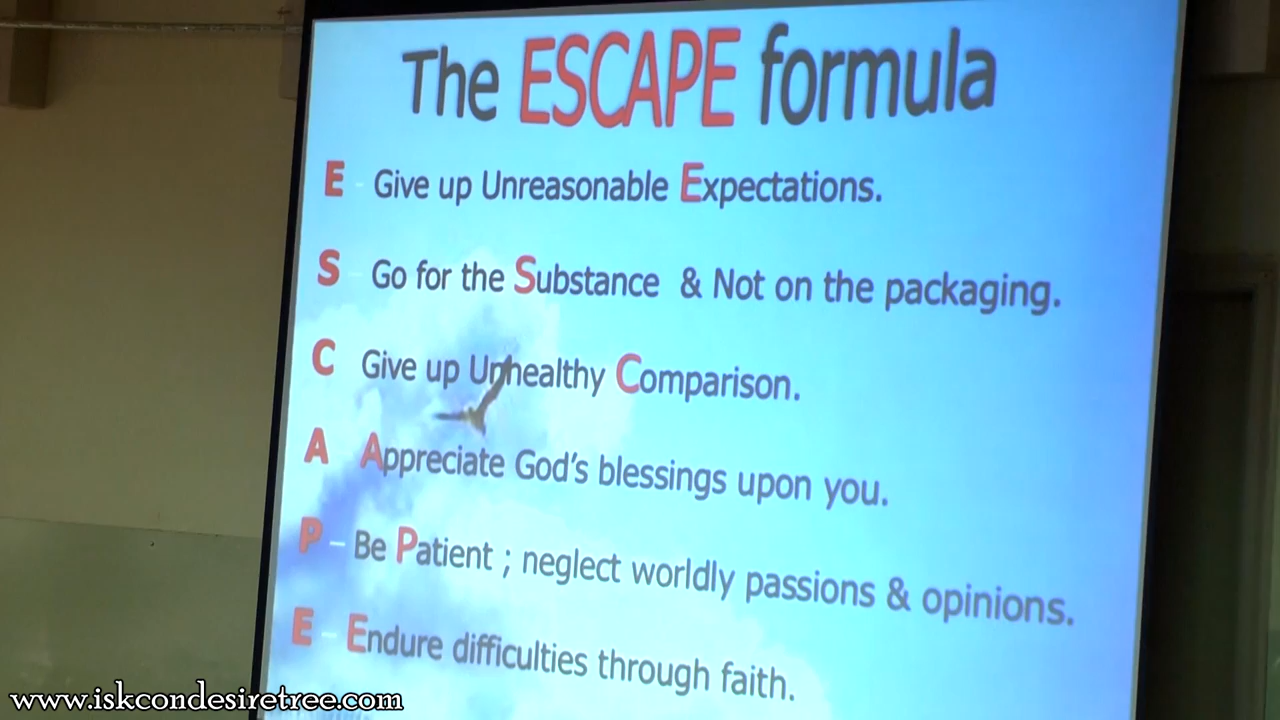 The ESCAPE formula
E - Give up Unreasonable Expectations.
S - Go for the Substance & Not on the packaging.
C Give up Unhealthy Comparison.
A Appreciate God's blessings upon you.
P – Be Patient ; neglect worldly passions & opinions.
E – Endure difficulties through faith.
www.iskcondesiretree.com